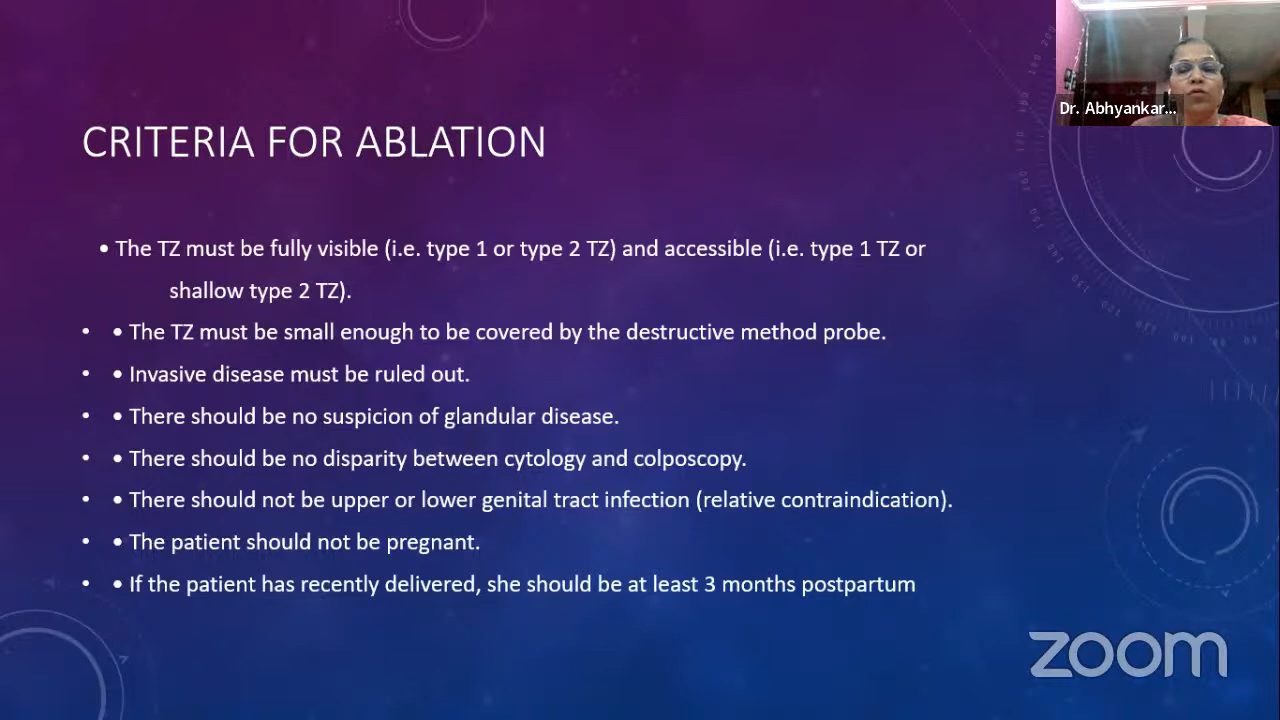 Dr. Abhyankar...
CRITERIA FOR ABLATION
• The TZ must be fully visible (i.e. type 1 or type 2 TZ) and accessible (i.e. type 1 TZ or
shallow type 2 TZ).
• • The TZ must be small enough to be covered by the destructive method probe.
• • Invasive disease must be ruled out.
• • There should be no suspicion of glandular disease.
• • There should be no disparity between cytology and colposcopy.
• • There should not be upper or lower genital tract infection (relative contraindication).
• • The patient should not be pregnant.
• • If the patient has recently delivered, she should be at least 3 months postpartum
zoom